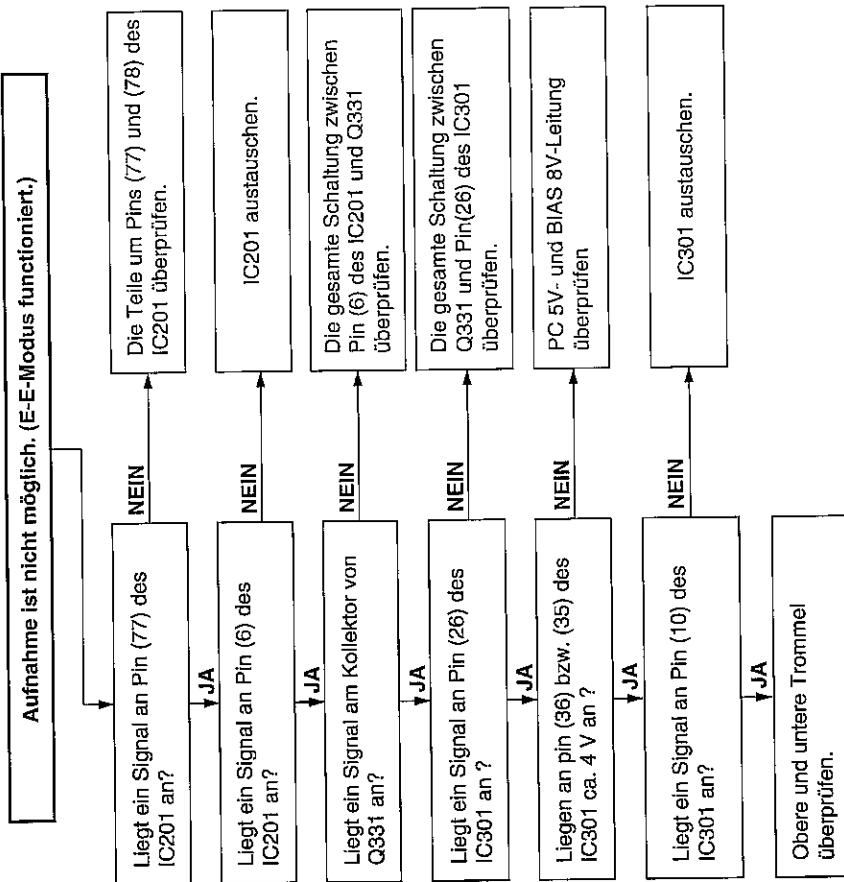 Aufnahme ist nicht möglich. (E-E-Modus functioniert.)
Liegt ein Signal an Pin (77) des
IC201 an?
NEIN
Die Teile um Pins (77) und (78) des
IC201 überprüfen.
JA
Liegt ein Signal an Pin (6) des
IC201 an?
NEIN
IC201 austauschen.
JA
Liegt ein Signal am Kollektor von
Q331 an?
NEIN
Die gesamte Schaltung zwischen
Pin (6) des IC201 und Q331
überprüfen.
JA
Liegt ein Signal an Pin (26) des
IC301 an?
NEIN
Die gesamte Schaltung zwischen
Q331 und Pin(26) des IC301
überprüfen.
JA
Liegen an pin (36) bzw. (35) des
IC301 ca. 4 V an ?
NEIN
PC 5V- und BIAS 8V-Leitung
überprüfen
JA
Liegt ein Signal an Pin (10) des
IC301 an?
NEIN
IC301 austauschen.
JA
Obere und untere Trommel
überprüfen.